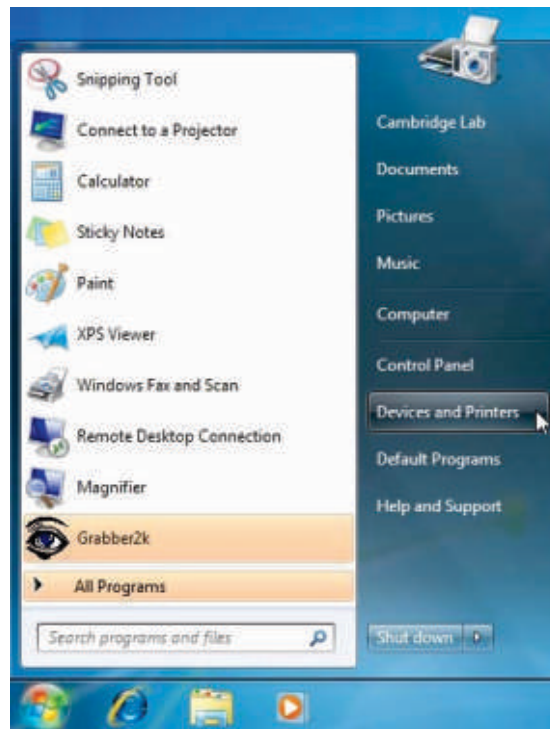 Snipping Tool
Connect to a Projector
Calculator
Sticky Notes
Paint
XPS Viewer
Windows Fax and Scan
Remote Desktop Connection
Magnifier
Grabber2k
All Programs
Search programs and files
Cambridge Lab
Documents
Pictures
Music
Computer
Control Panel
Devices and Printers
Default Programs
Help and Support
Shut down